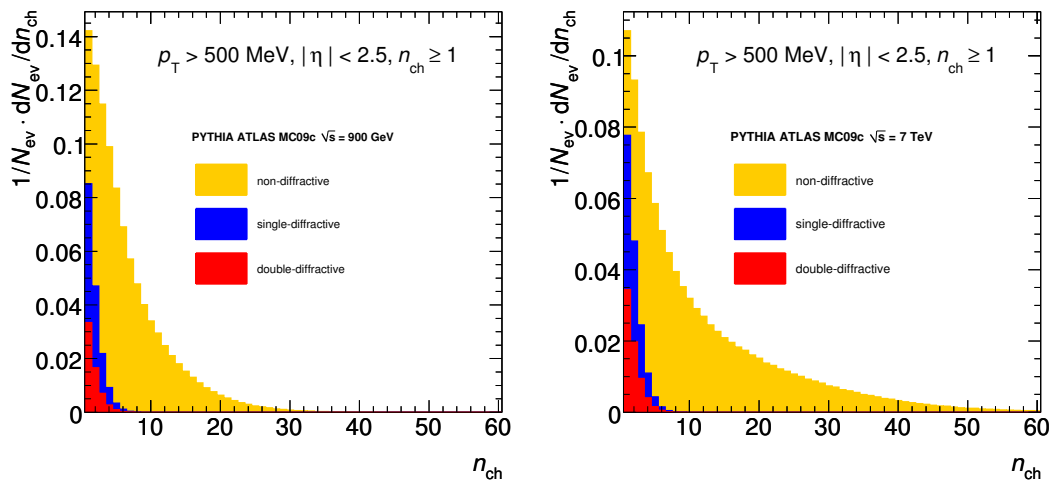 1/N_ev · dN_ev/dn_ch
0.14
0.12
0.1
0.08
0.06
0.04
0.02
0
p_T > 500 MeV, | η | < 2.5, n_ch ≥ 1
PYTHIA ATLAS MC09c √s = 900 GeV
non-diffractive
single-diffractive
double-diffractive
10 20 30 40 50 60
n_ch
1/N_ev · dN_ev/dn_ch
0.1
0.08
0.06
0.04
0.02
0
p_T > 500 MeV, | η | < 2.5, n_ch ≥ 1
PYTHIA ATLAS MC09c √s = 7 TeV
non-diffractive
single-diffractive
double-diffractive
10 20 30 40 50 60
n_ch